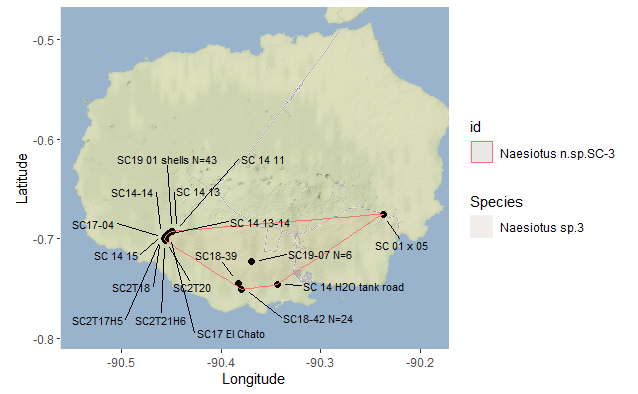 -0.5
-0.6
-0.7
-0.8
Latitude
SC19 01 shells N=43
SC 14 11
SC14-14
SC 14 13
SC17-04
SC 14 13-14
SC 01 x 05
SC 14 15
SC18-39
SC19-07 N=6
SC2T18
SC2T20
SC 14 H2O tank road
SC2T17H5
SC2T21H6
SC18-42 N=24
SC17 El Chato
-90.5
-90.4
-90.3
-90.2
Longitude
id
Naesiotus n.sp.SC-3
Species
Naesiotus sp.3